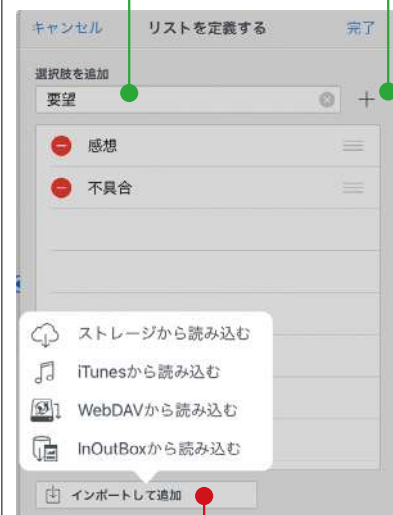 キャンセル リストを定義する 完了
選択肢を追加
要望
感想
不具合
ストレージから読み込む
iTunesから読み込む
WebDAVから読み込む
InOutBoxから読み込む
インポートして追加